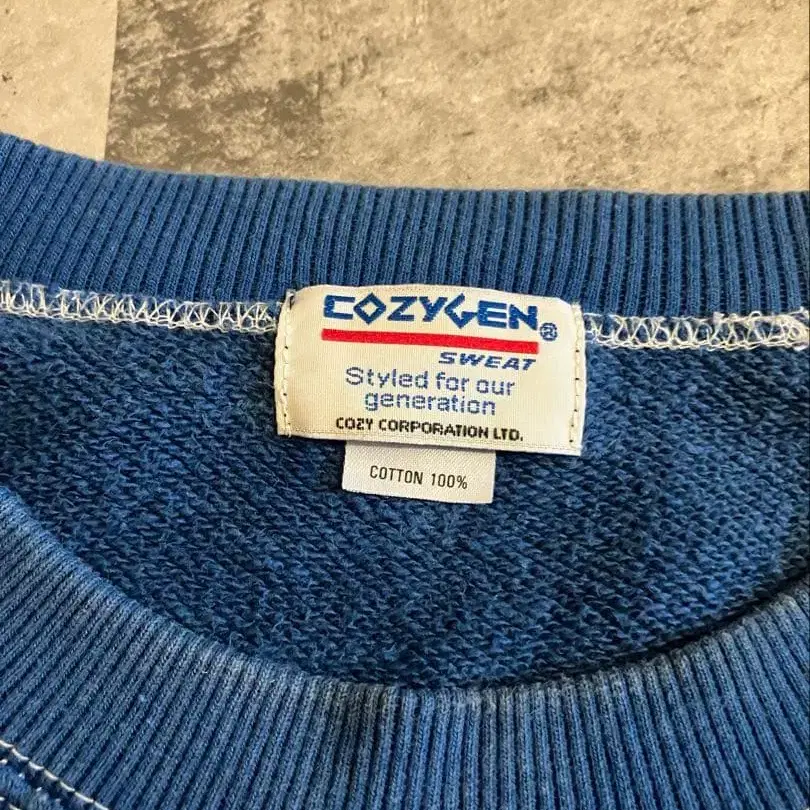 COZYGEN®
SWEAT
Styled for our
generation
COZY CORPORATION LTD.
COTTON 100%